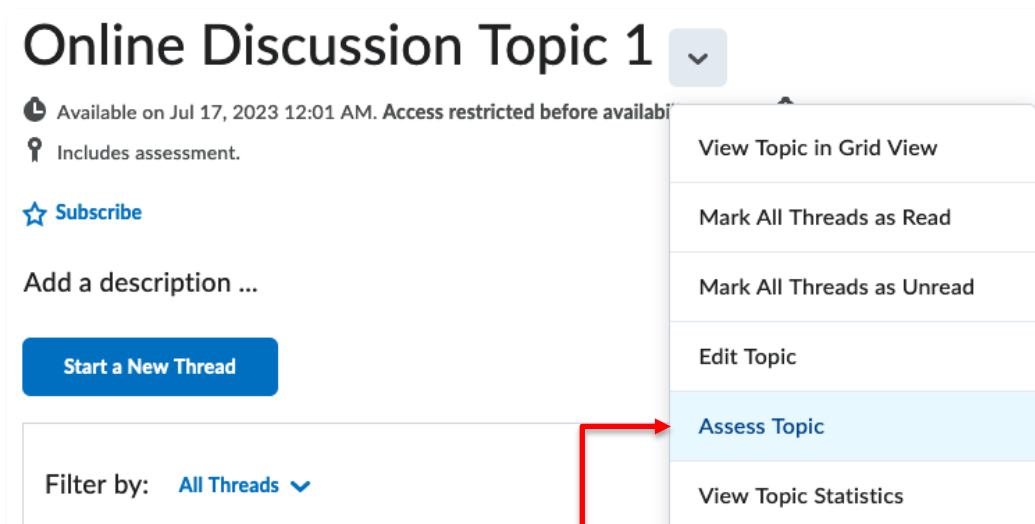 Online Discussion Topic 1
Available on Jul 17, 2023 12:01 AM. Access restricted before
Includes assessment.
Subscribe
Add a description ...
Start a New Thread
Filter by: All Threads
View Topic in Grid View
Mark All Threads as Read
Mark All Threads as Unread
Edit Topic
Assess Topic
View Topic Statistics